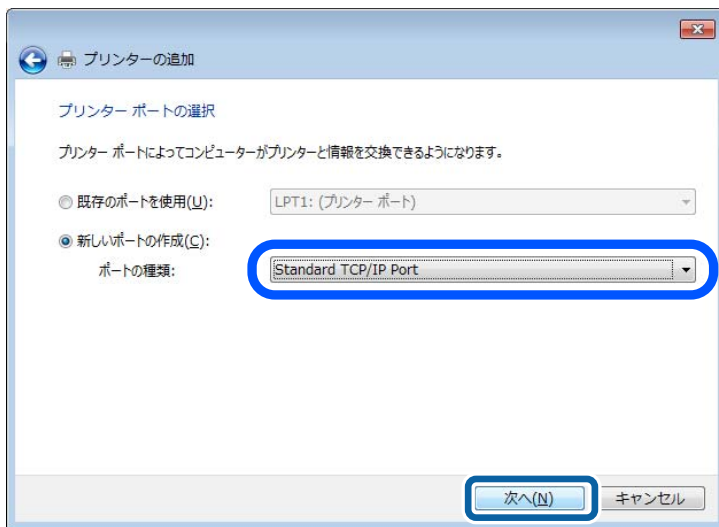 プリンターの追加
プリンター ポートの選択
プリンター ポートによってコンピューターがプリンターと情報を交換できるようになります。
既存のポートを使用(U): LPT1: (プリンター ポート)
新しいポートの作成(C):
ポートの種類: Standard TCP/IP Port
次へ(N) キャンセル